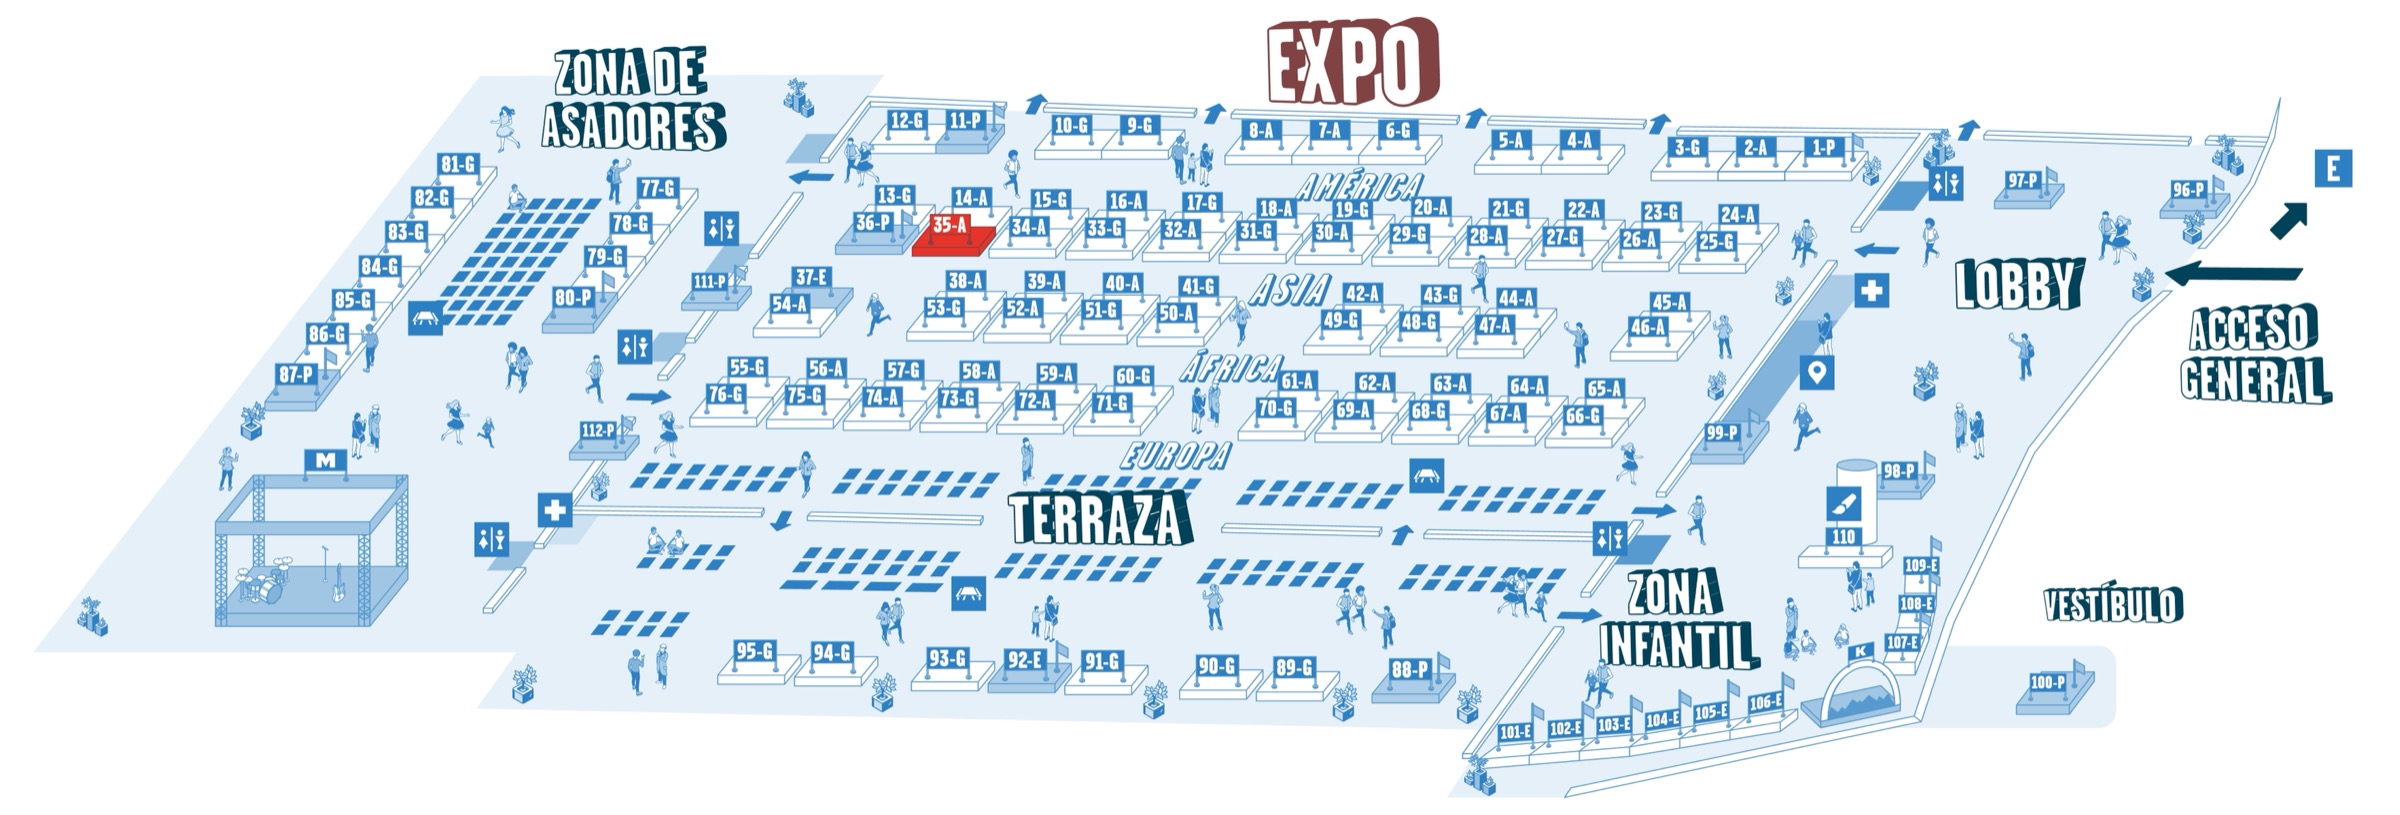 EXPO
ZONA DE
ASADORES
12-G 11-P 10-G 9-G 8-A 7-A 6-G 5-A 4-A 3-G 2-A 1-P
E
81-G
82-G
83-G
84-G
85-G
86-G
87-P
77-G
78-G
79-G
80-P
AMÉRICA
13-G 14-A 15-G 16-A 17-G 18-A 19-G 20-A 21-G 22-A 23-G 24-A
36-P 35-A 34-A 33-G 32-A 31-G 30-A 29-G 28-A 27-G 26-A 25-G
97-P
96-P
LOBBY
ACCESO
GENERAL
111-P
ASIA
37-E 38-A 39-A 40-A 41-G 42-A 43-G 44-A 45-A
54-A 53-G 52-A 51-G 50-A 49-G 48-G 47-A 46-A
ÁFRICA
55-G 56-A 57-G 58-A 59-A 60-G 61-A 62-A 63-A 64-A 65-A
76-G 75-G 74-A 73-G 72-A 71-G 70-G 69-A 68-G 67-A 66-G
112-P
99-P
EUROPA
M
98-P
TERRAZA
110
109-E
108-E
107-E
ZONA
INFANTIL
VESTÍBULO
K
95-G 94-G 93-G 92-E 91-G 90-G 89-G 88-P
100-P
101-E 102-E 103-E 104-E 105-E 106-E